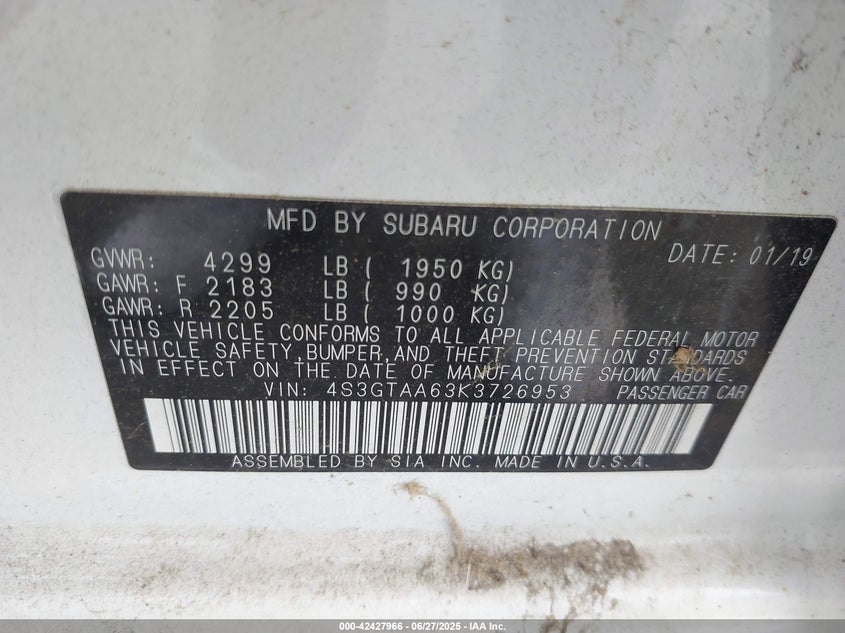 MFD BY SUBARU CORPORATION
DATE: 01/19
GVWR: 4299 LB ( 1950 KG)
GAWR: F 2183 LB ( 990 KG)
GAWR: R 2205 LB ( 1000 KG)
THIS VEHICLE CONFORMS TO ALL APPLICABLE FEDERAL MOTOR
VEHICLE SAFETY,BUMPER,AND THEFT PREVENTION STANDARDS
IN EFFECT ON THE DATE OF MANUFACTURE SHOWN ABOVE.
VIN: 4S3GTAA63K3726953 PASSENGER CAR
ASSEMBLED BY SIA INC. MADE IN U.S.A.
000-42427966 - 06/27/2025 - IAA Inc.